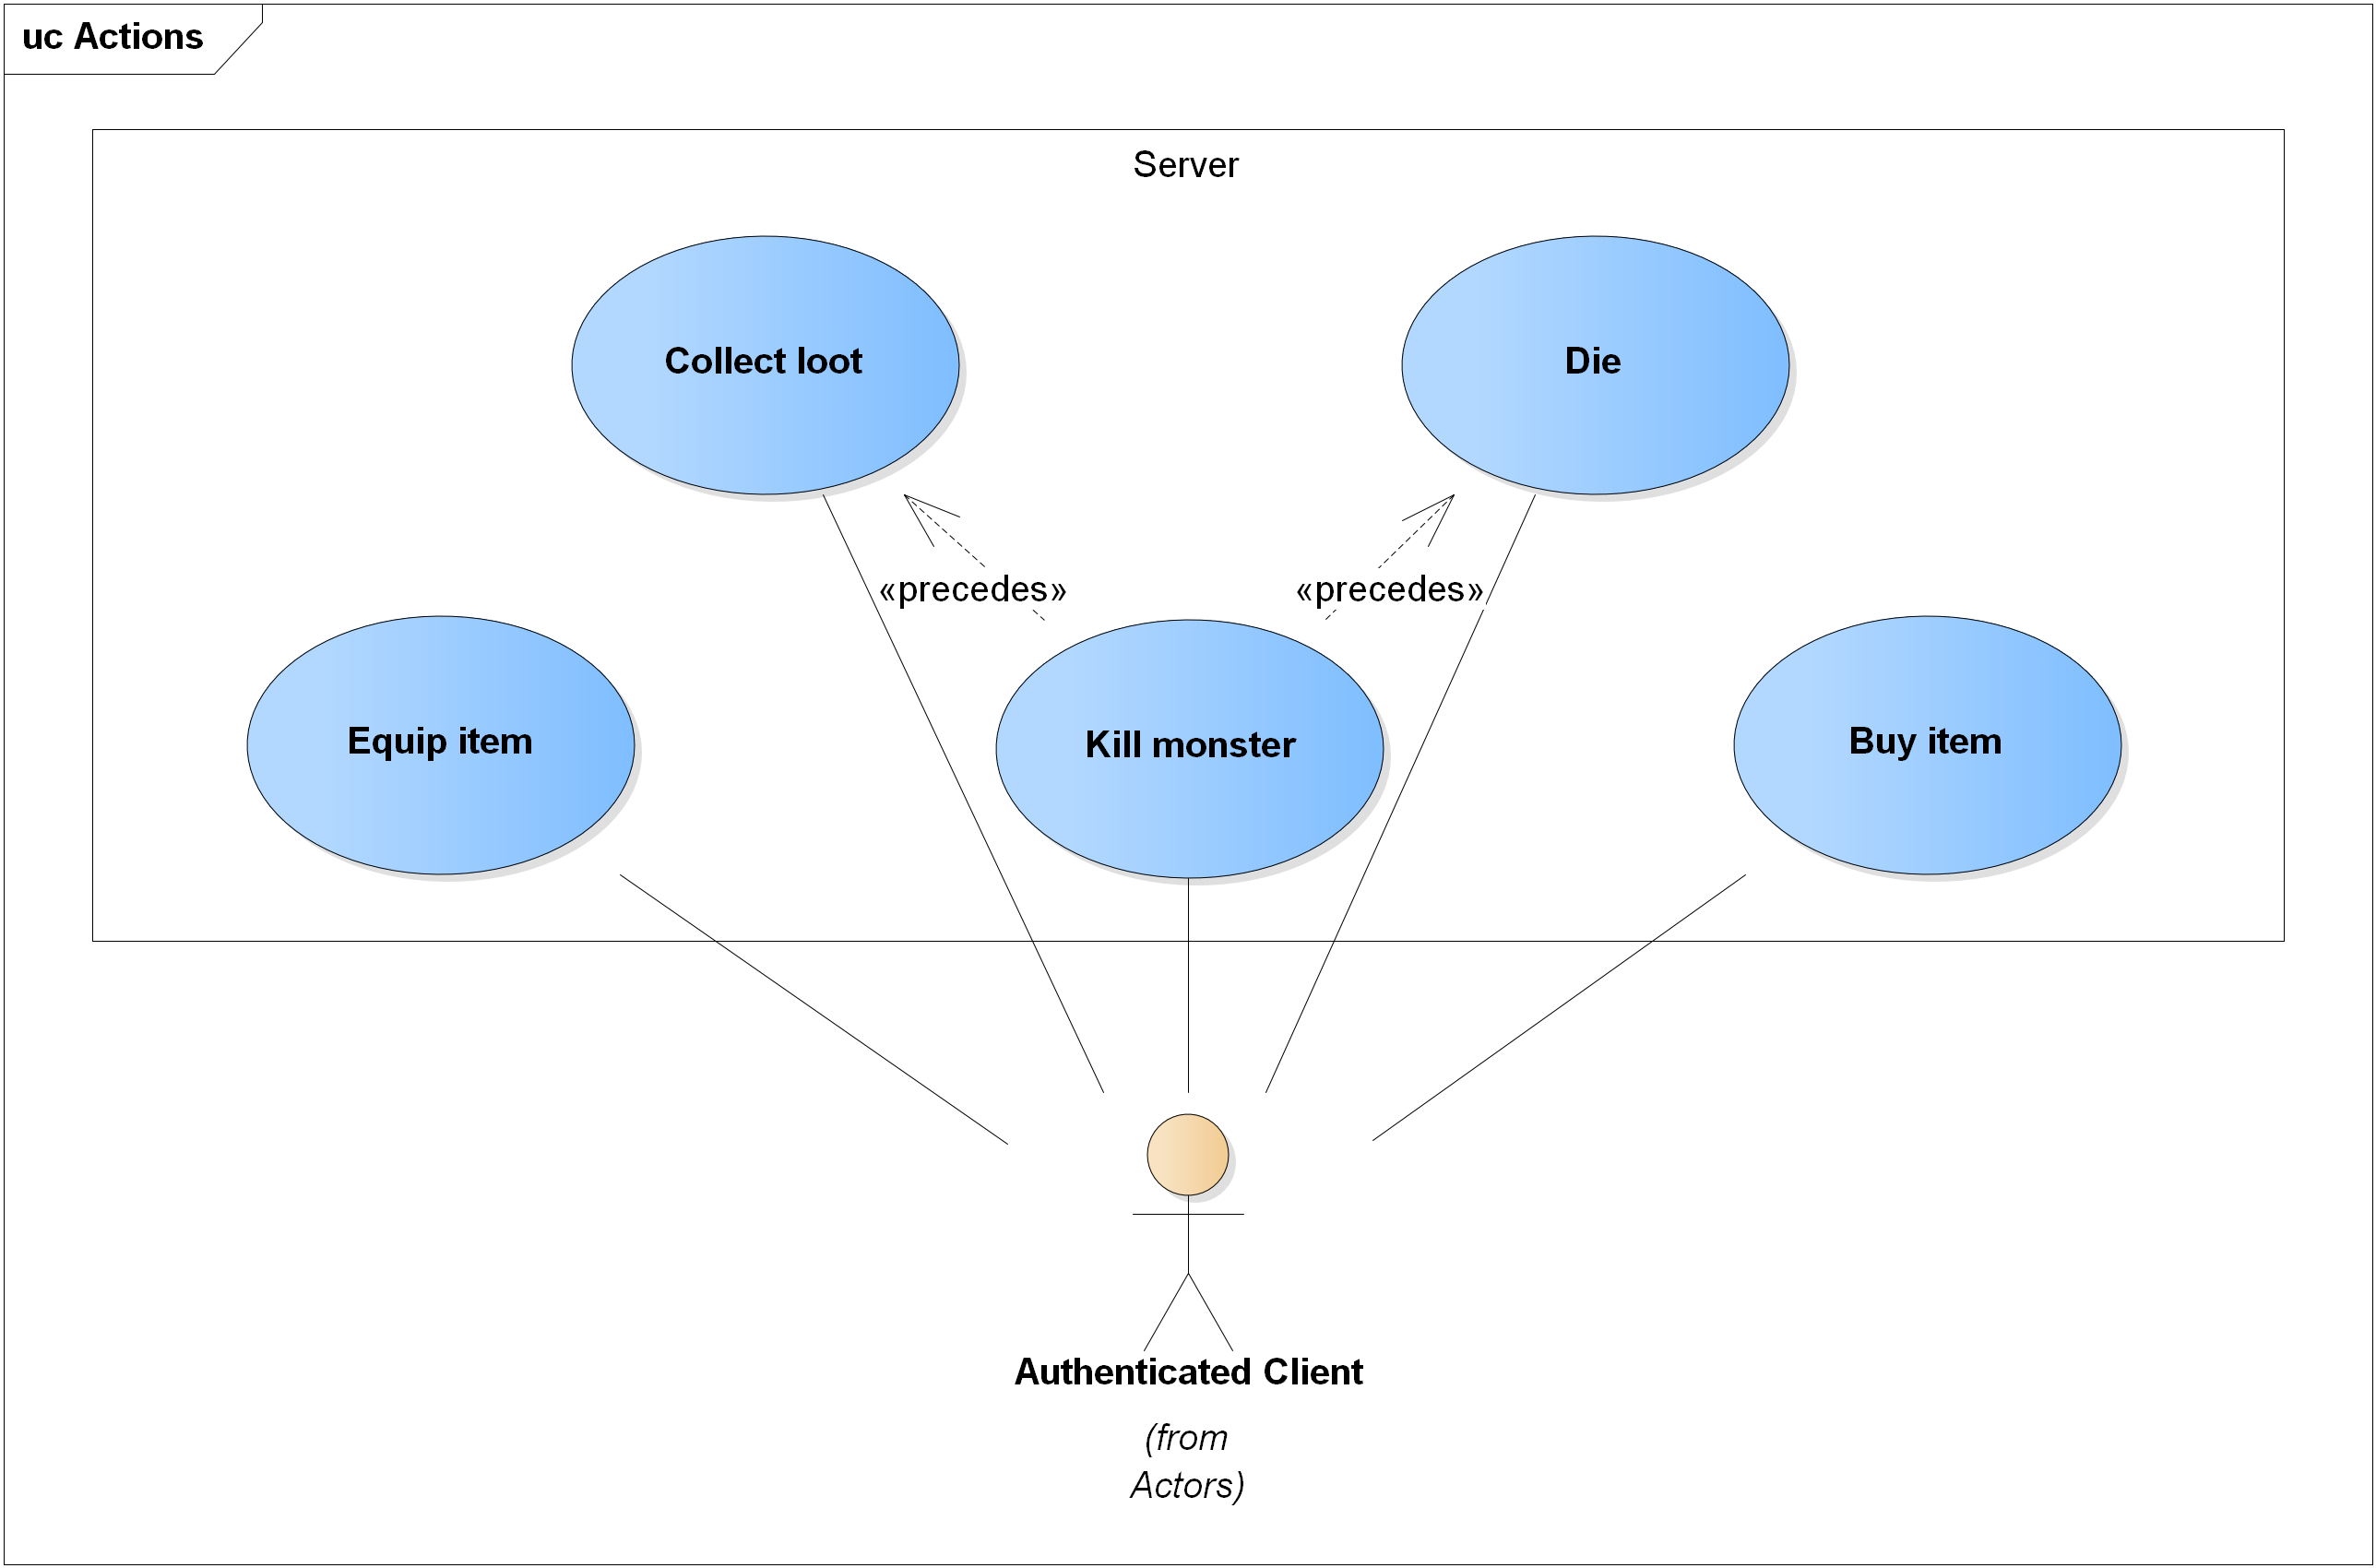 uc Actions
Server
Collect loot
Die
«precedes»
«precedes»
Equip item
Kill monster
Buy item
Authenticated Client
(from
Actors)